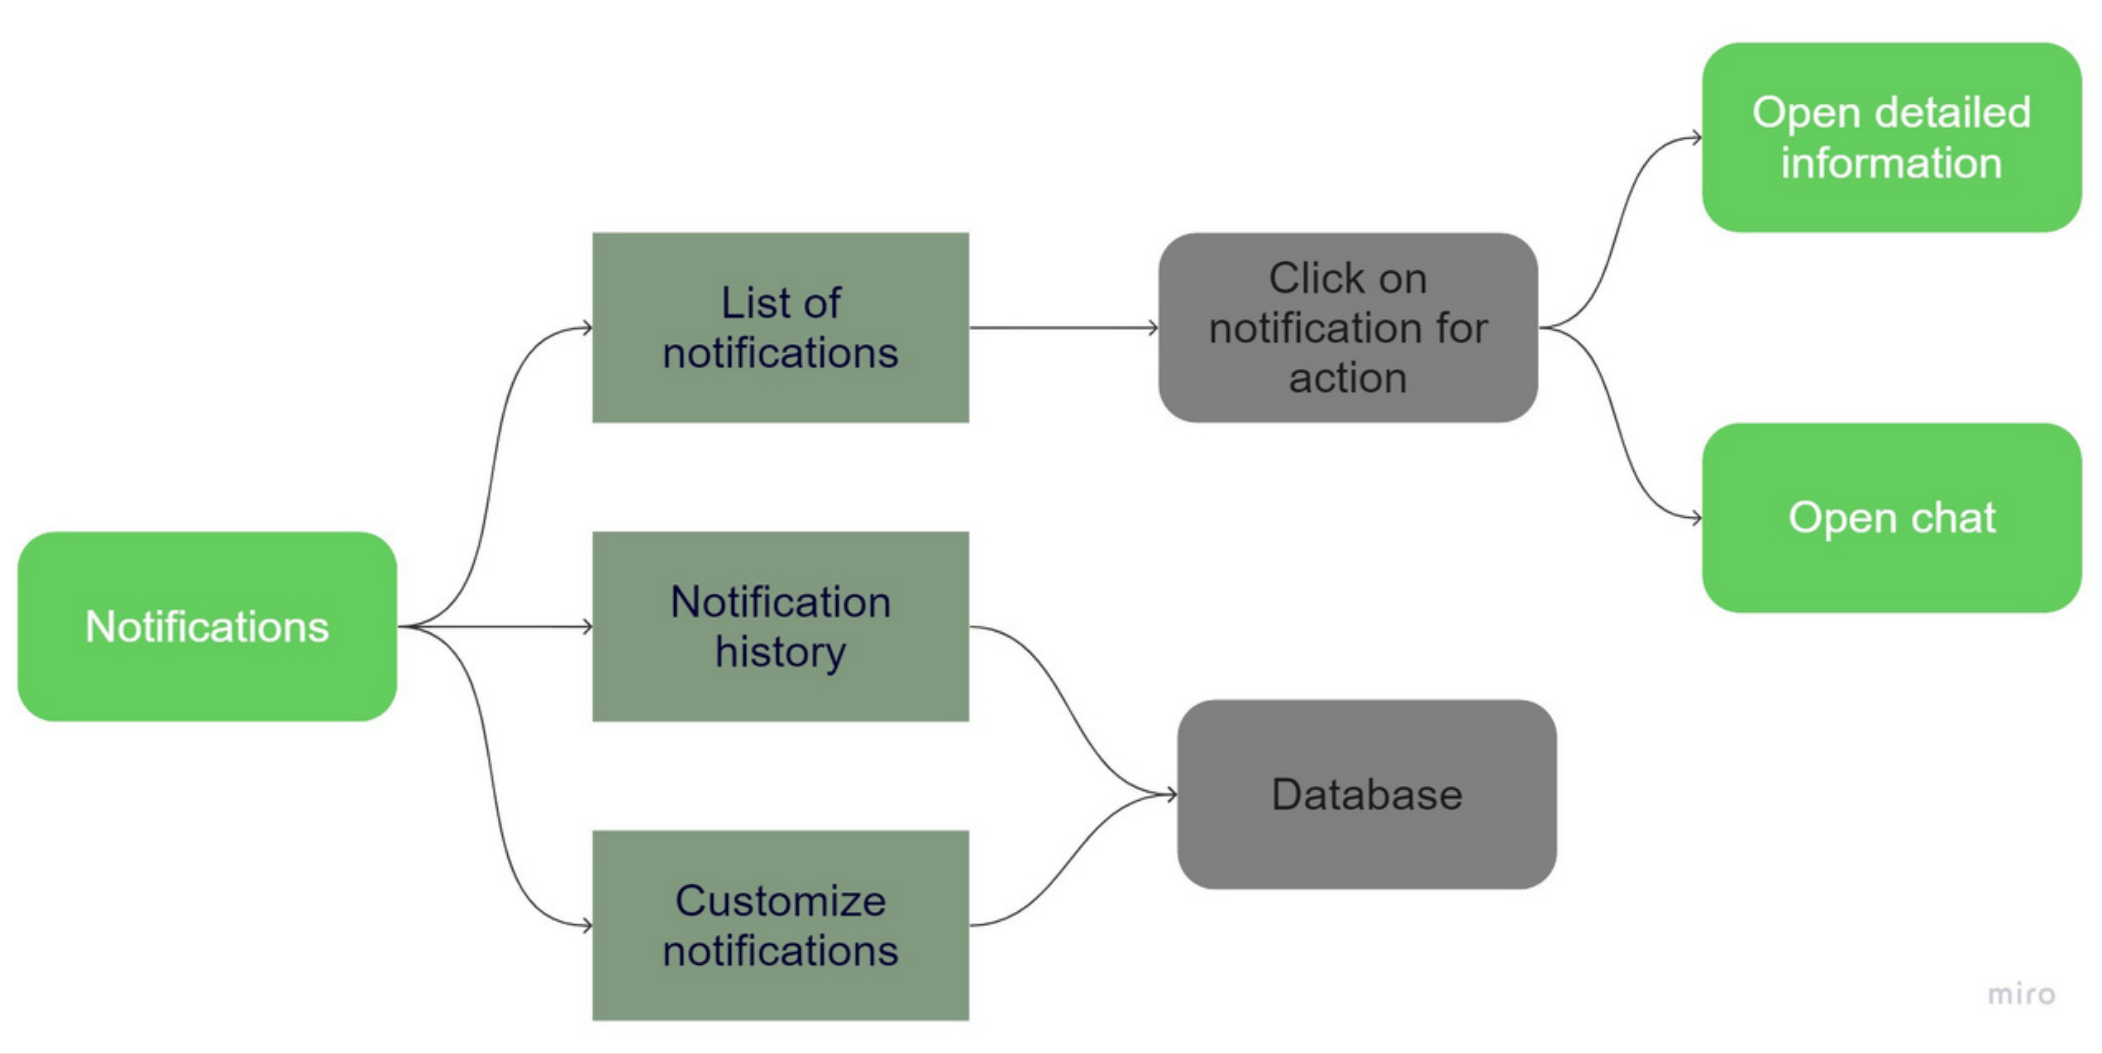 Open detailed
information
List of
notifications
Click on
notification for
action
Open chat
Notifications
Notification
history
Database
Customize
notifications
miro